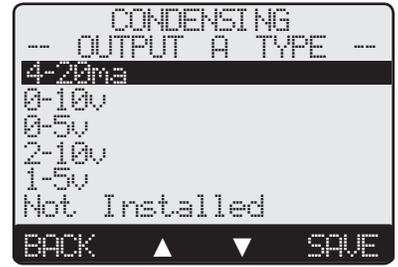 CONDENSING
-- OUTPUT A TYPE --
4-20ma
0-10v
0-5v
2-10v
1-5v
Not Installed
BACK ▲ ▼ SAVE